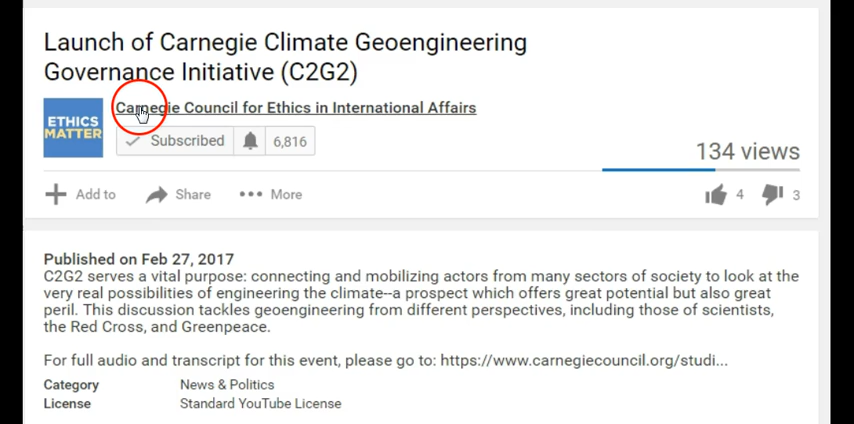 Launch of Carnegie Climate Geoengineering
Governance Initiative (C2G2)
ETHICS
MATTER
Carnegie Council for Ethics in International Affairs
Subscribed
6,816
134 views
Add to
Share
More
4
3
Published on Feb 27, 2017
C2G2 serves a vital purpose: connecting and mobilizing actors from many sectors of society to look at the
very real possibilities of engineering the climate--a prospect which offers great potential but also great
peril. This discussion tackles geoengineering from different perspectives, including those of scientists,
the Red Cross, and Greenpeace.
For full audio and transcript for this event, please go to: https://www.carnegiecouncil.org/studi...
Category News & Politics
License Standard YouTube License